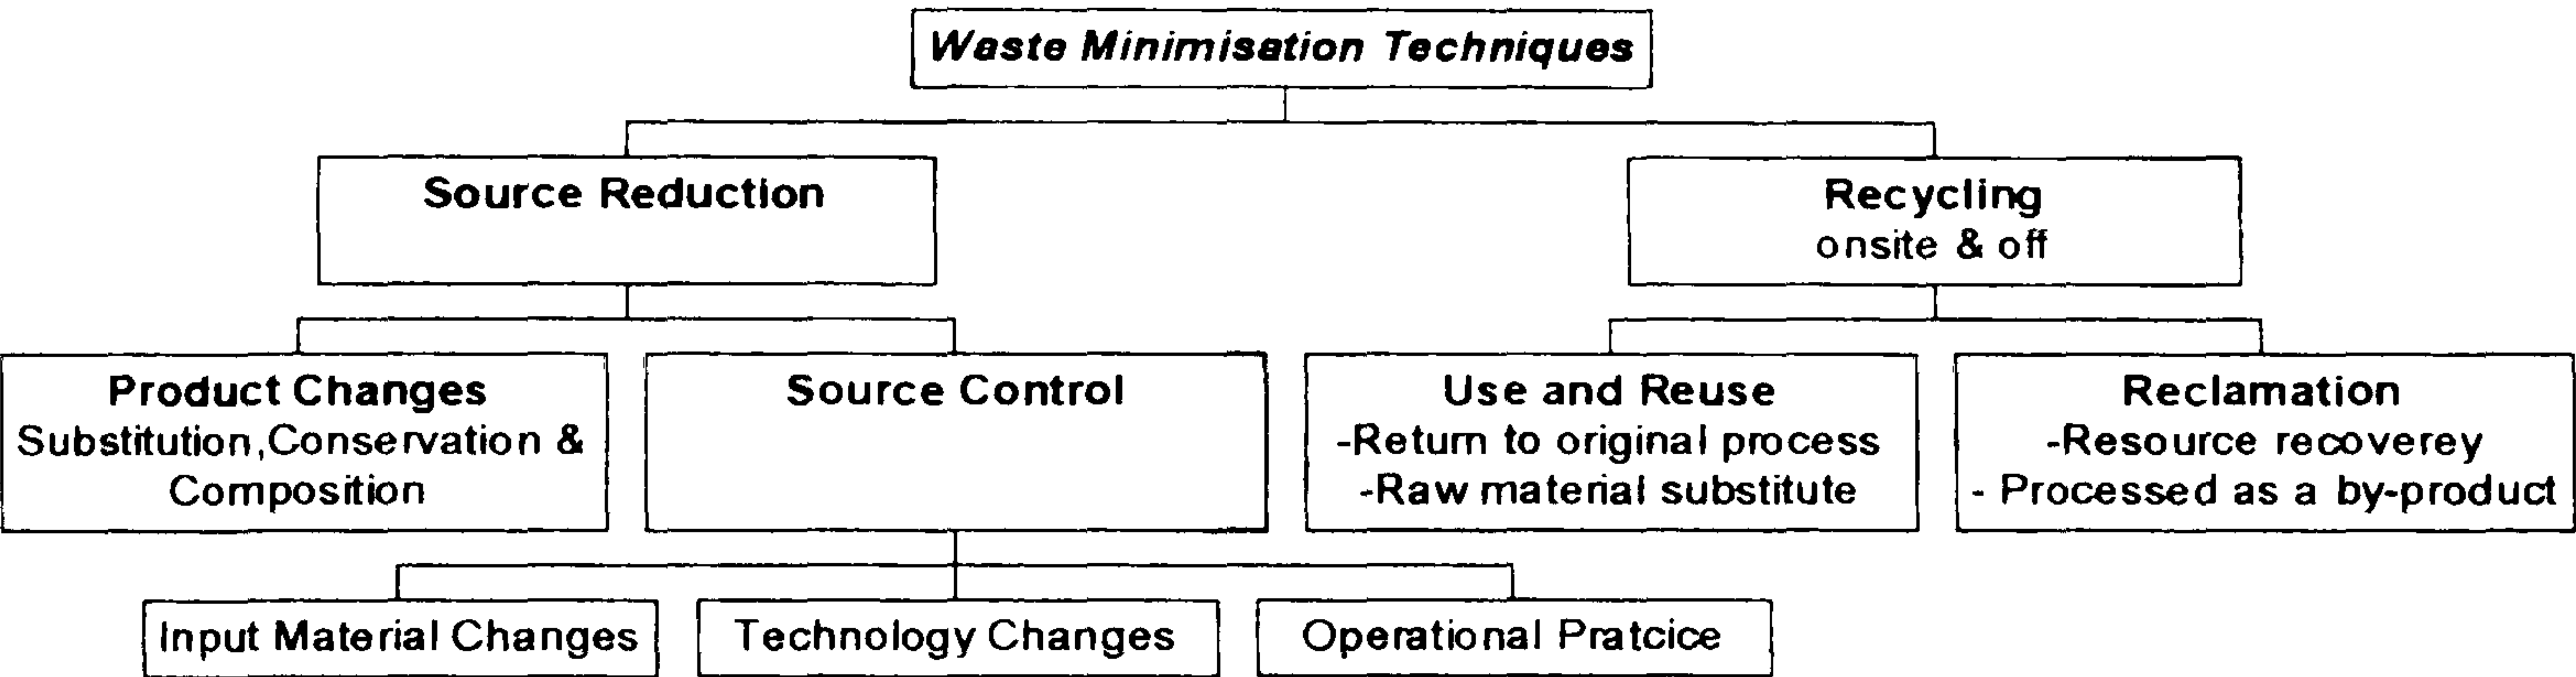 Waste Minimisation Techniques
Source Reduction
Recycling
onsite & off
Product Changes
Substitution,Conservation &
Composition
Source Control
Use and Reuse
-Return to original process
-Raw material substitute
Reclamation
-Resource recoverey
- Processed as a by-product
Input Material Changes
Technology Changes
Operational Pratcice